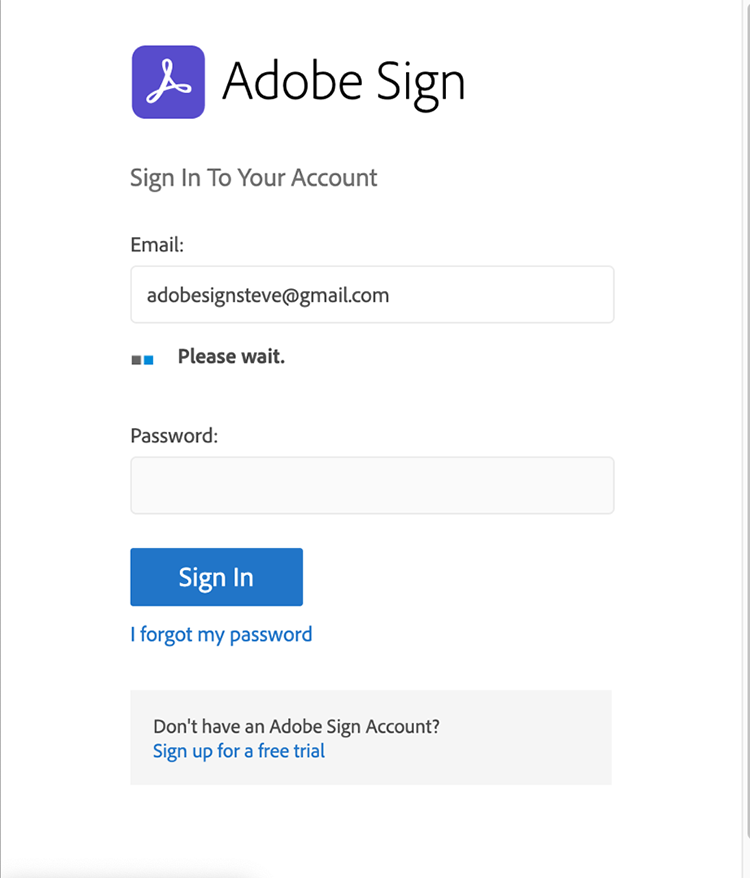 Adobe Sign
Sign In To Your Account
Email:
adobesignsteve@gmail.com
Please wait.
Password:
Sign In
I forgot my password
Don't have an Adobe Sign Account?
Sign up for a free trial